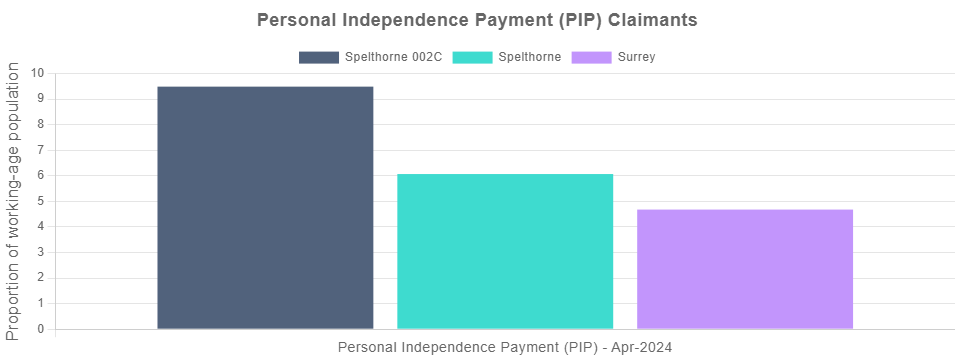 Personal Independence Payment (PIP) Claimants
Spelthorne 002C Spelthorne Surrey
Proportion of working-age population
10
9
8
7
6
5
4
3
2
1
0
Personal Independence Payment (PIP) - Apr-2024